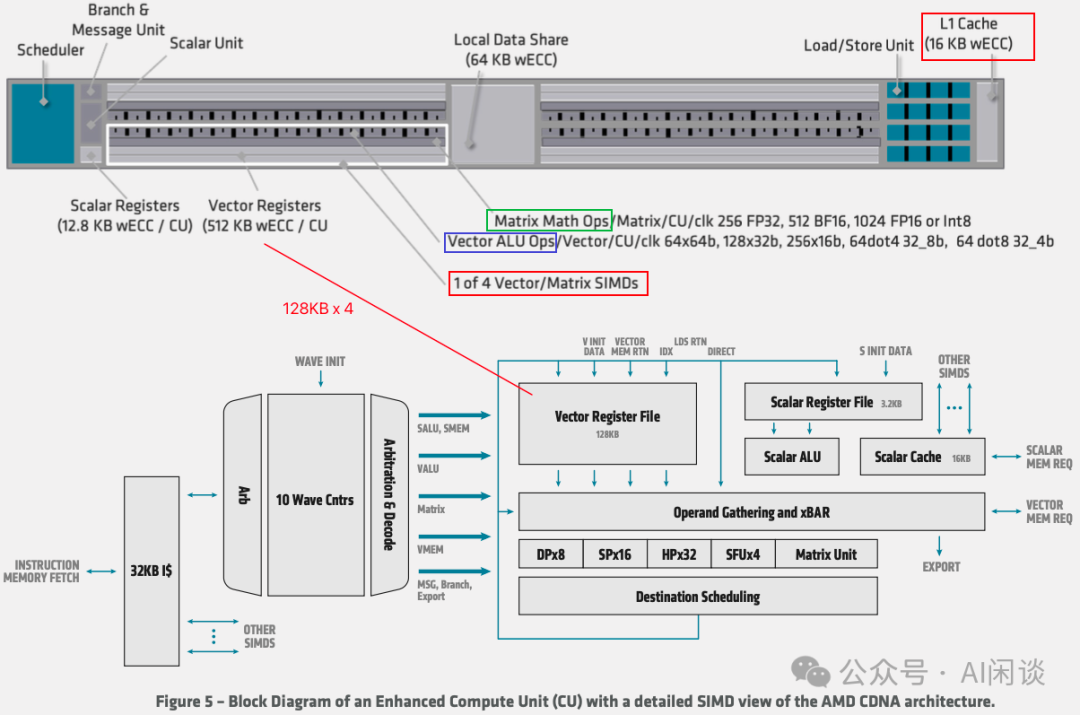 Branch &
Message Unit
Scheduler
Scalar Unit
Local Data Share
(64 KB wECC)
Load/Store Unit
L1 Cache
(16 KB wECC)
Scalar Registers
(12.8 KB wECC / CU)
Vector Registers
(512 KB wECC / CU
Matrix Math Ops/Matrix/CU/clk 256 FP32, 512 BF16, 1024 FP16 or Int8
Vector ALU Ops/Vector/CU/clk 64x64b, 128x32b, 256x16b, 64dot4 32_8b, 64 dot8 32_4b
1 of 4 Vector/Matrix SIMDs
128KB x 4
WAVE INIT
V INIT
DATA
VECTOR
MEM RTN
LDS RTN
IDX
DIRECT
S INIT DATA
OTHER
SIMDS
Vector Register File
128KB
Scalar Register File 3.2KB
Scalar ALU
Scalar Cache 16KB
SCALAR
MEM REQ
Arb
10 Wave Cntrs
Arbitration & Decode
SALU, SMEM
VALU
Matrix
VMEM
MSG, Branch,
Export
Operand Gathering and xBAR
VECTOR
MEM REQ
DPx8
SPx16
HPx32
SFUx4
Matrix Unit
EXPORT
Destination Scheduling
INSTRUCTION
MEMORY FETCH
32KB I$
OTHER
SIMDS
公众号 · AI闲谈
Figure 5 – Block Diagram of an Enhanced Compute Unit (CU) with a detailed SIMD view of the AMD CDNA architecture.